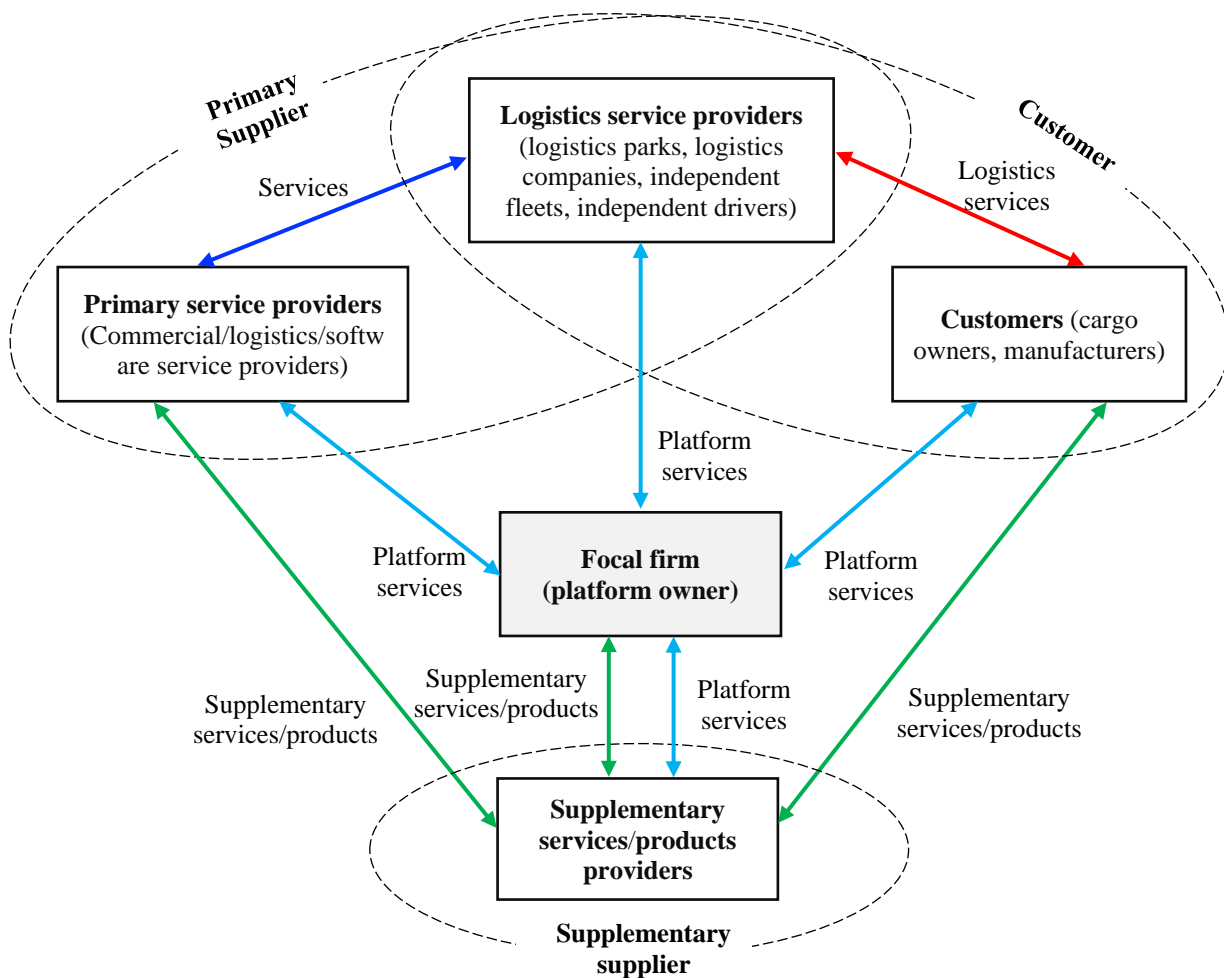 Primary
Supplier
Logistics service providers
(logistics parks, logistics
companies, independent
fleets, independent drivers)
Customer
Services
Logistics
services
Primary service providers
(Commercial/logistics/softw
are service providers)
Customers (cargo
owners, manufacturers)
Platform
services
Focal firm
(platform owner)
Platform
services
Platform
services
Supplementary
services/products
Supplementary
services/products
Platform
services
Supplementary
services/products
Supplementary
services/products
providers
Supplementary
supplier